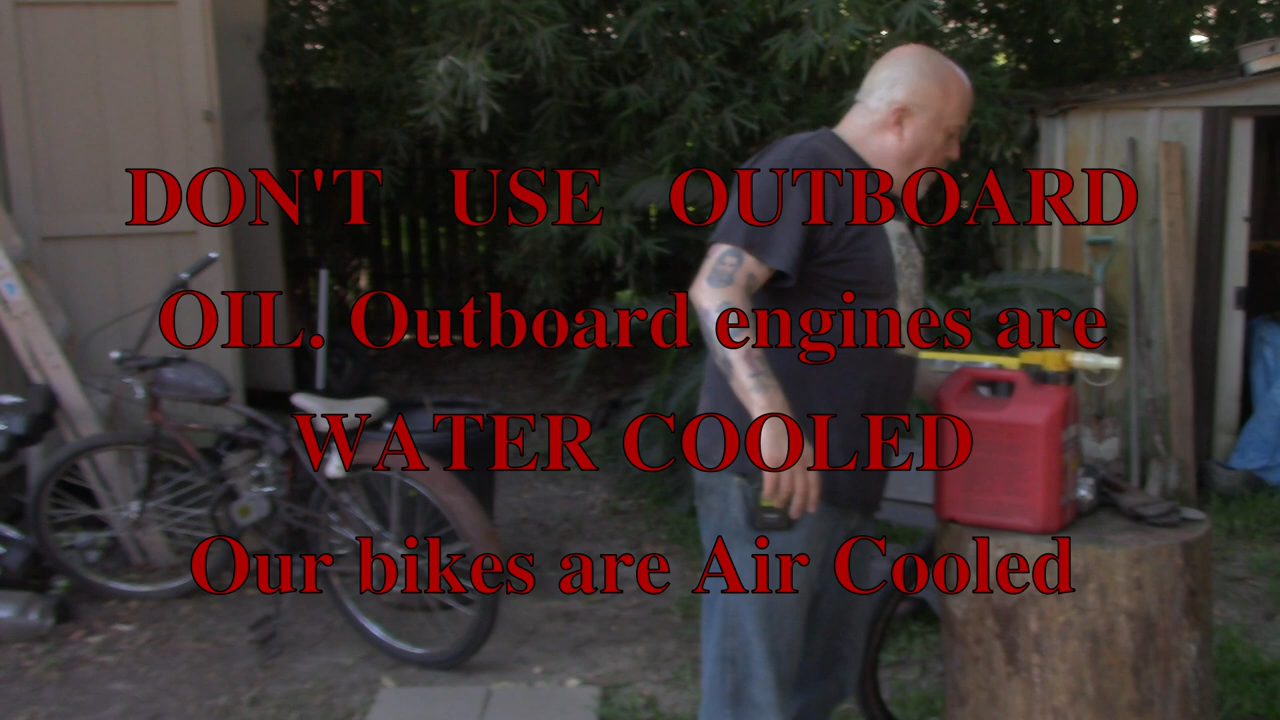 DON'T USE OUTBOARD
OIL. Outboard engines are
WATER COOLED
Our bikes are Air Cooled